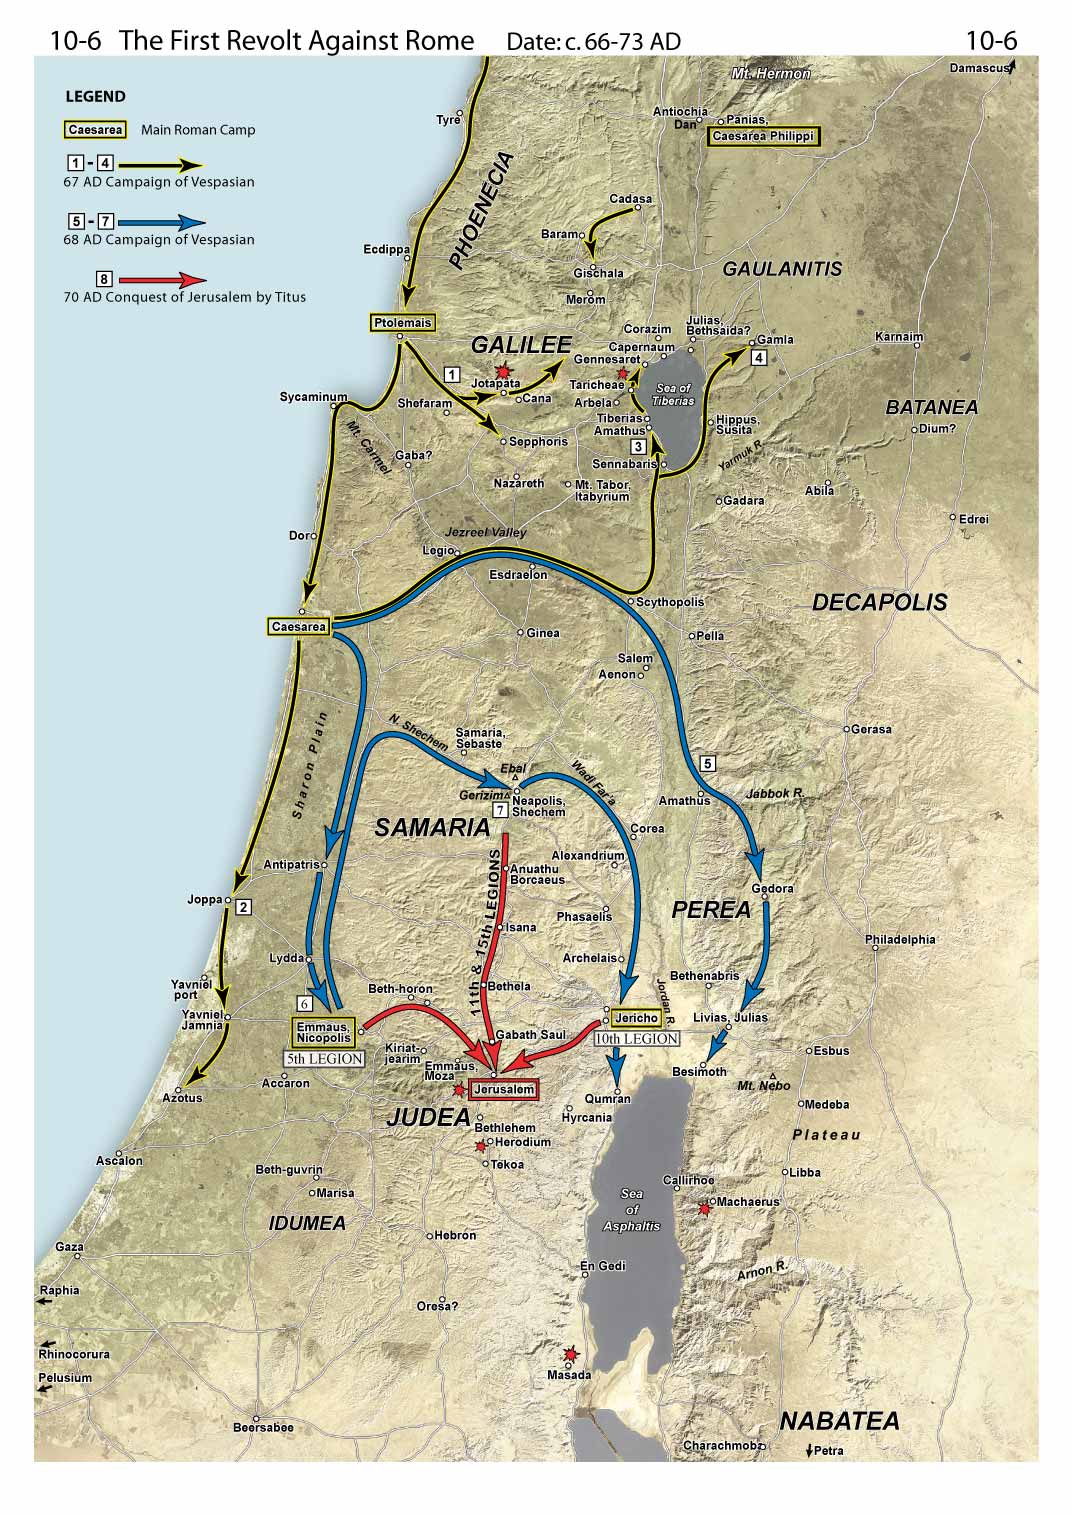 10-6 The First Revolt Against Rome Date: c. 66-73 AD 10-6
LEGEND
Caesarea Main Roman Camp
1 - 4
67 AD Campaign of Vespasian
5 - 7
68 AD Campaign of Vespasian
8
70 AD Conquest of Jerusalem by Titus
Mt. Hermon
Damascus
Tyre
Antiochia
Dan
Panias,
Caesarea Philippi
PHOENECIA
Cadasa
Baram
Ecdippa
Gischala
GAULANITIS
Merom
Ptolemais
GALILEE
Corazim
Julias,
Bethsaida?
Capernaum
Gennesaret
Gamla
4
Karnaim
1
Jotapata
Taricheae
Sea of
Tiberias
Sycaminum
Shefaram
Cana
Arbela
BATANEA
Tiberias
Amathus
Hippus,
Susita
Dium?
Mt. Carmel
Sepphoris
3
Yarmuk R.
Gaba?
Sennabaris
Nazareth
Mt. Tabor,
Itabyrium
Abila
Gadara
Edrei
Dor
Jezreel Valley
Legio
Esdraelon
Scythopolis
DECAPOLIS
Caesarea
Ginea
Pella
Salem
Aenon
Sharon Plain
N. Shechem
Samaria,
Sebaste
Gerasa
Ebal
Wadi Far'a
5
Gerizim
Neapolis,
Shechem
7
Amathus
Jabbok R.
SAMARIA
Corea
Antipatris
Alexandrium
Anuathu
Borcaeus
Gedora
Joppa
2
11th & 15th LEGIONS
Phasaelis
PEREA
Isana
Philadelphia
Lydda
Archelais
Yavniel
port
Beth-horon
Bethela
Bethenabris
Jordan R.
6
Yavniel
Jamnia
Emmaus,
Nicopolis
5th LEGION
Jericho
10th LEGION
Livias, Julias
Gabath Saul
Kiriat-
jearim
Emmaus,
Moza
Esbus
Accaron
Besimoth
Azotus
Jerusalem
Mt. Nebo
Qumran
Medeba
JUDEA
Hyrcania
Bethlehem
Herodium
Plateau
Ascalon
Tekoa
Beth-guvrin
Libba
Marisa
Callirhoe
Sea
of
Asphaltis
Machaerus
IDUMEA
Hebron
Gaza
En Gedi
Arnon R.
Raphia
Oresa?
Rhinocorura
Masada
Pelusium
Beersabee
NABATEA
Charachmoba
Petra